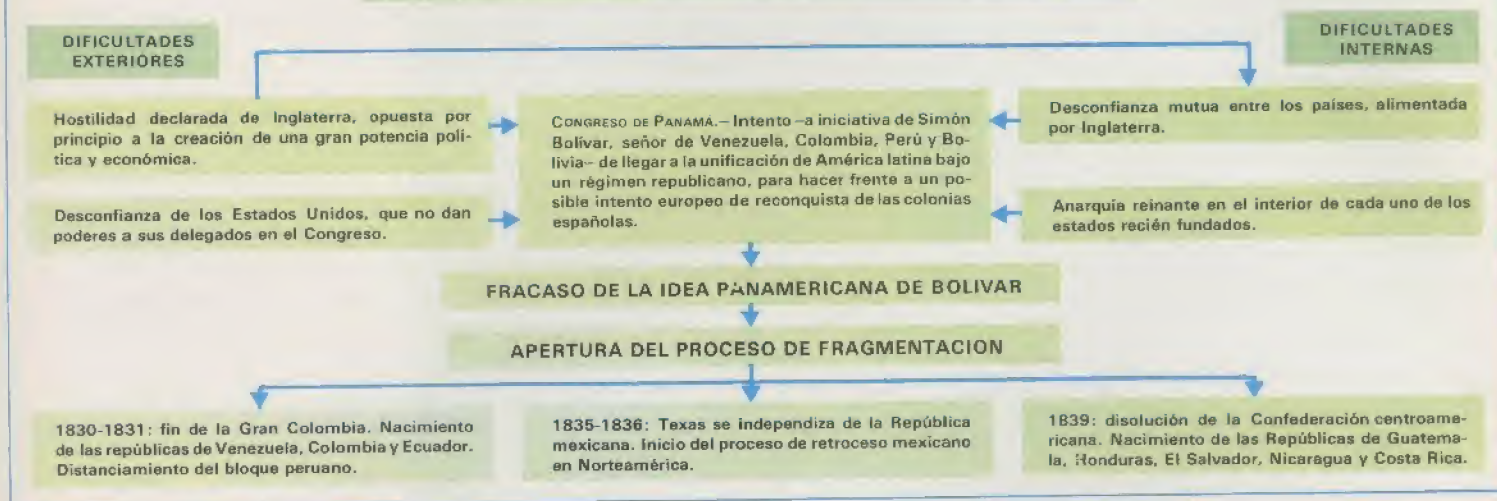 DIFICULTADES
EXTERIORES
DIFICULTADES
INTERNAS
Hostilidad declarada de Inglaterra, opuesta por
principio a la creación de una gran potencia polí-
tica y económica.
Desconfianza de los Estados Unidos, que no dan
poderes a sus delegados en el Congreso.
CONGRESO DE PANAMÁ.– Intento –a iniciativa de Simón
Bolívar, señor de Venezuela, Colombia, Perú y Bo-
livia– de llegar a la unificación de América latina bajo
un régimen republicano, para hacer frente a un po-
sible intento europeo de reconquista de las colonias
españolas.
Desconfianza mutua entre los países, alimentada
por Inglaterra.
Anarquía reinante en el interior de cada uno de los
estados recién fundados.
FRACASO DE LA IDEA PANAMERICANA DE BOLIVAR
APERTURA DEL PROCESO DE FRAGMENTACION
1830-1831: fin de la Gran Colombia. Nacimiento
de las repúblicas de Venezuela, Colombia y Ecuador.
Distanciamiento del bloque peruano.
1835-1836: Texas se independiza de la República
mexicana. Inicio del proceso de retroceso mexicano
en Norteamérica.
1839: disolución de la Confederación centroame-
ricana. Nacimiento de las Repúblicas de Guatema-
la, Honduras, El Salvador, Nicaragua y Costa Rica.